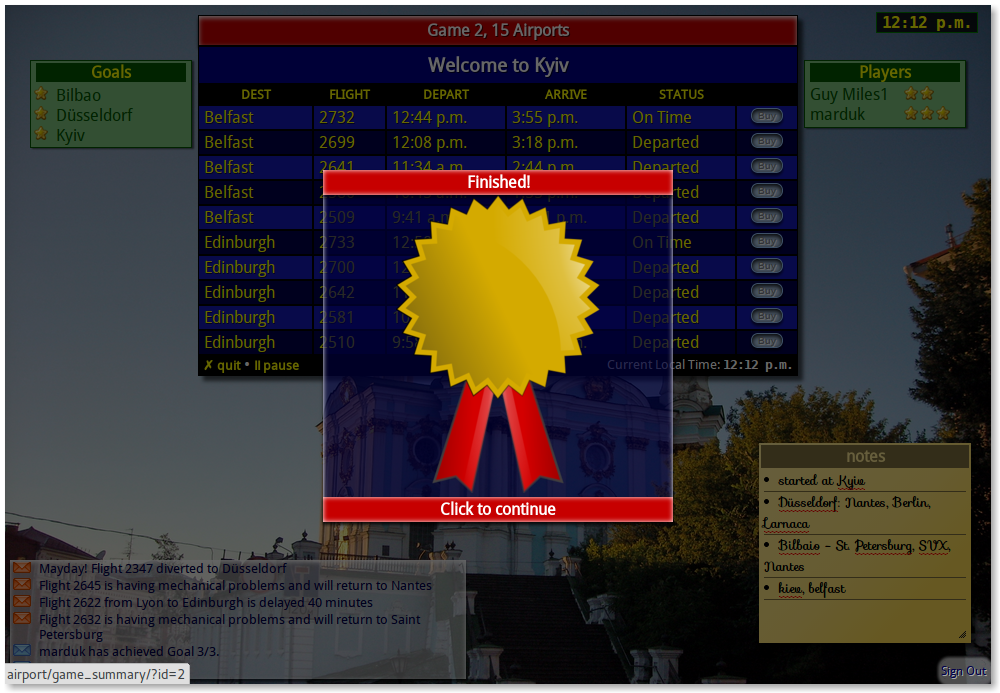 12:12 p.m.
Game 2, 15 Airports
Welcome to Kyiv
Goals
Bilbao
Düsseldorf
Kyiv
Players
Guy Miles1
marduk
DEST FLIGHT DEPART ARRIVE STATUS
Belfast 2732 12:44 p.m. 3:55 p.m. On Time Buy
Belfast 2699 12:08 p.m. 3:18 p.m. Departed Buy
Belfast 2641 11:34 a.m. 2:44 p.m. Departed Buy
Belfast Departed Buy
Belfast 2509 9:41 a.m. p.m. Departed Buy
Edinburgh 2733 On Time Buy
Edinburgh 2700 Departed Buy
Edinburgh 2642 Departed Buy
Edinburgh 2581 Departed Buy
Edinburgh 2510 Departed Buy
✗ quit • II pause Current Local Time: 12:12 p.m.
Finished!
Click to continue
notes
• started at Kyiv
• Düsseldorf: Nantes, Berlin,
Larnaca
• Bilbaio - St. Petersburg, SVX,
Nantes
• kiev, belfast
Mayday! Flight 2347 diverted to Düsseldorf
Flight 2645 is having mechanical problems and will return to Nantes
Flight 2622 from Lyon to Edinburgh is delayed 40 minutes
Flight 2632 is having mechanical problems and will return to Saint
Petersburg
marduk has achieved Goal 3/3.
airport/game_summary/?id=2
Sign Out